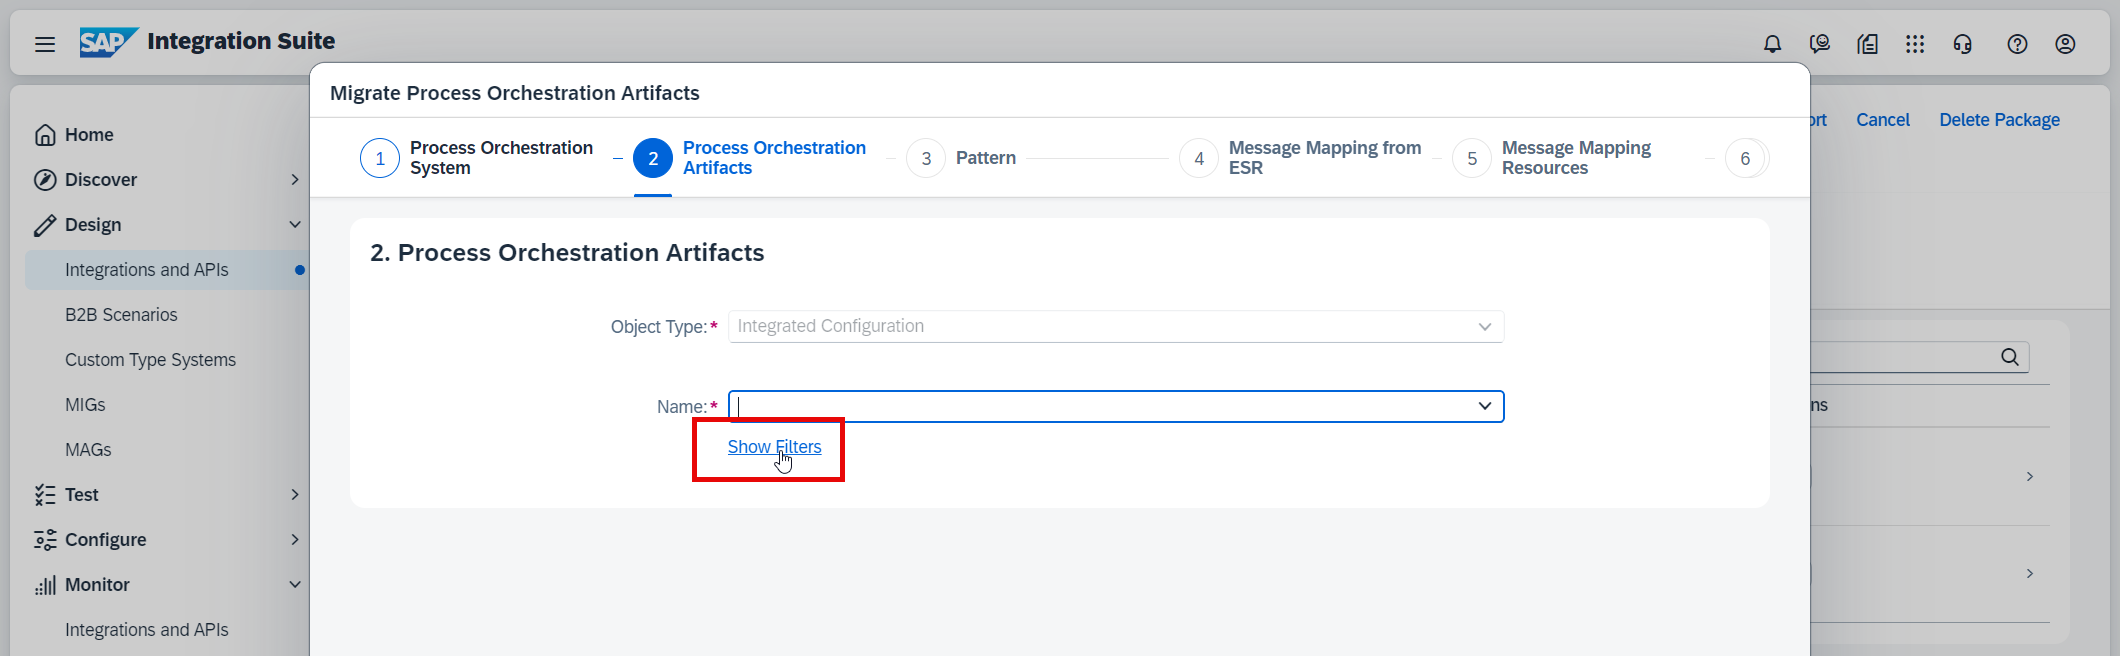 SAP Integration Suite
Migrate Process Orchestration Artifacts
1 Process Orchestration System
2 Process Orchestration Artifacts
3 Pattern
4 Message Mapping from ESR
5 Message Mapping Resources
6
Cancel
Delete Package
Home
Discover
Design
Integrations and APIs
B2B Scenarios
Custom Type Systems
MIGs
MAGs
Test
Configure
Monitor
Integrations and APIs
2. Process Orchestration Artifacts
Object Type:* Integrated Configuration
Name:*
Show Filters